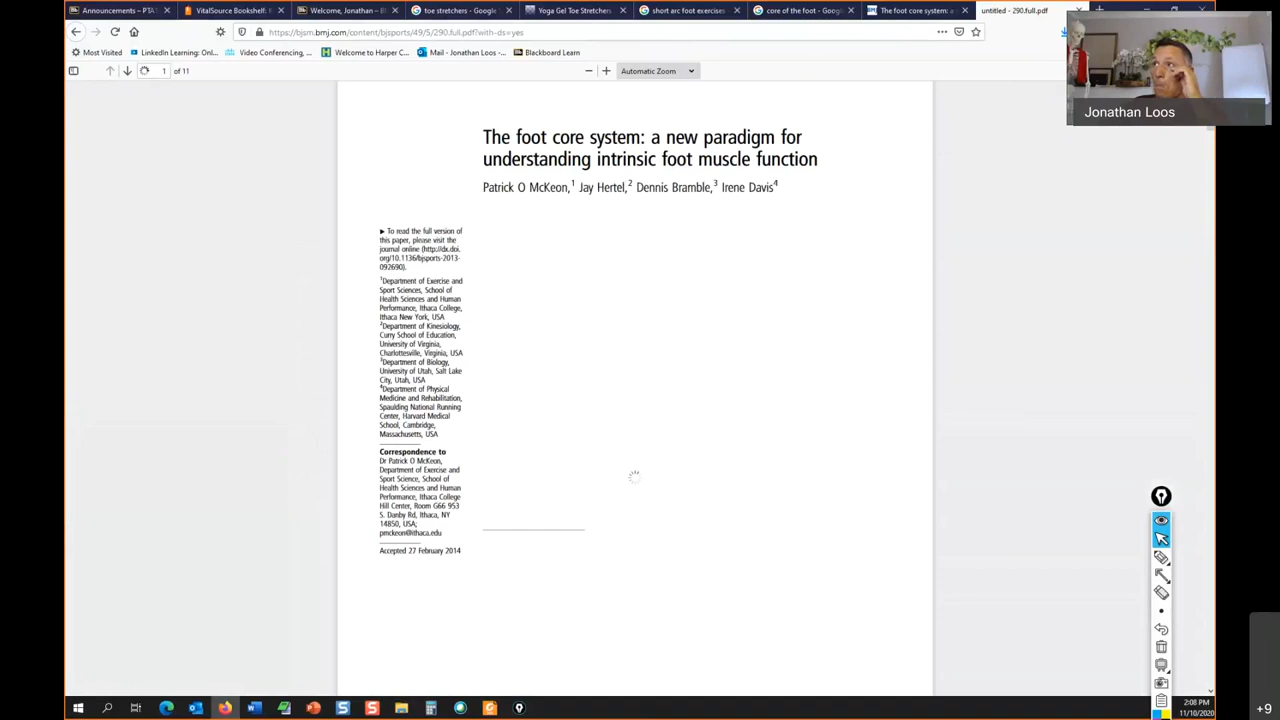 Announcements – PTA1
VitalSource Bookshelf:
Welcome, Jonathan – Bl
toe stretchers - Google S
Yoga Gel Toe Stretchers
short arc foot exercises
core of the foot - Google
The foot core system: a
untitled - 290.full.pdf
https://bjsm.bmj.com/content/bjsports/49/5/290.full.pdf?with-ds=yes
Most Visited
LinkedIn Learning: Onl...
Video Conferencing, ...
Welcome to Harper
Mail - Jonathan Loos -...
Blackboard Learn
1 of 11
Automatic Zoom
Jonathan Loos
The foot core system: a new paradigm for
understanding intrinsic foot muscle function
Patrick O McKeon,1 Jay Hertel,2 Dennis Bramble,3 Irene Davis4
► To read the full version of
this paper, please visit the
journal online (http://dx.doi.
org/10.1136/bjsports-2013-
092690).
1Department of Exercise and
Sport Sciences, School of
Health Sciences and Human
Performance, Ithaca College,
Ithaca New York, USA
2Department of Kinesiology,
Curry School of Education,
University of Virginia,
Charlottesville, Virginia, USA
3Department of Biology,
University of Utah, Salt Lake
City, Utah, USA
4Department of Physical
Medicine and Rehabilitation,
Spaulding National Running
Center, Harvard Medical
School, Cambridge,
Massachusetts, USA
Correspondence to
Dr Patrick O McKeon,
Department of Exercise and
Sport Science, School of
Health Sciences and Human
Performance, Ithaca College
Hill Center, Room G66 953
S. Danby Rd, Ithaca, NY
14850, USA;
pmckeon@ithaca.edu
Accepted 27 February 2014
2:08 PM
11/10/2020
+9